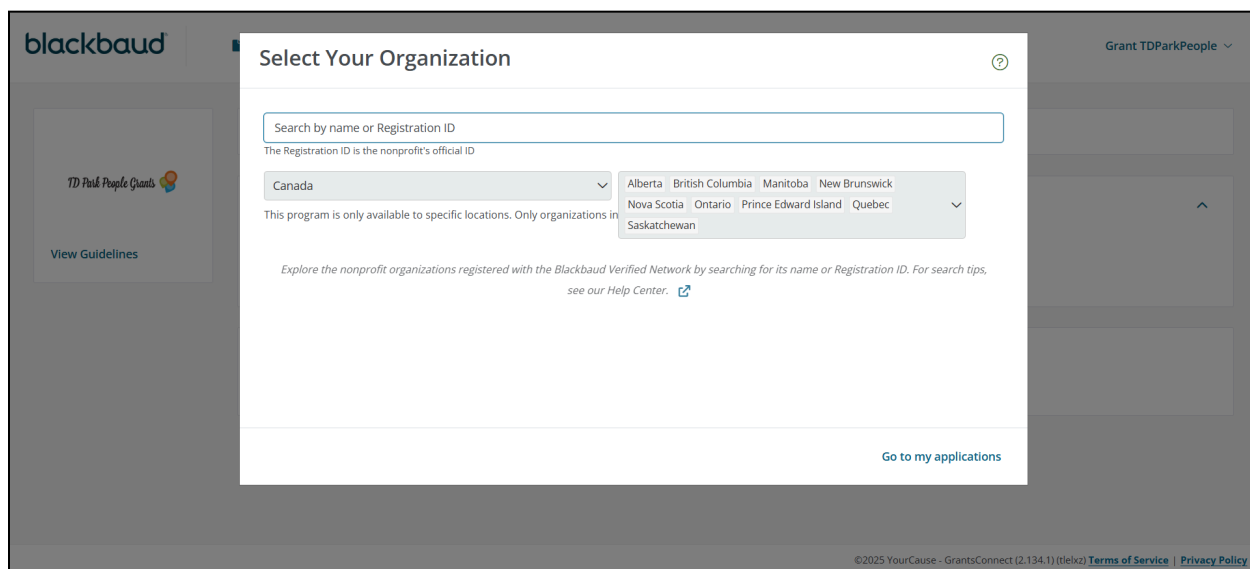 blackbaud
Grant TDParkPeople
Select Your Organization
?
Search by name or Registration ID
The Registration ID is the nonprofit's official ID
TD Park People Grants
View Guidelines
Canada
This program is only available to specific locations. Only organizations in
Alberta British Columbia Manitoba New Brunswick
Nova Scotia Ontario Prince Edward Island Quebec
Saskatchewan
Explore the nonprofit organizations registered with the Blackbaud Verified Network by searching for its name or Registration ID. For search tips,
see our Help Center.
Go to my applications
©2025 YourCause - GrantsConnect (2.134.1) (tlelxz) Terms of Service | Privacy Policy